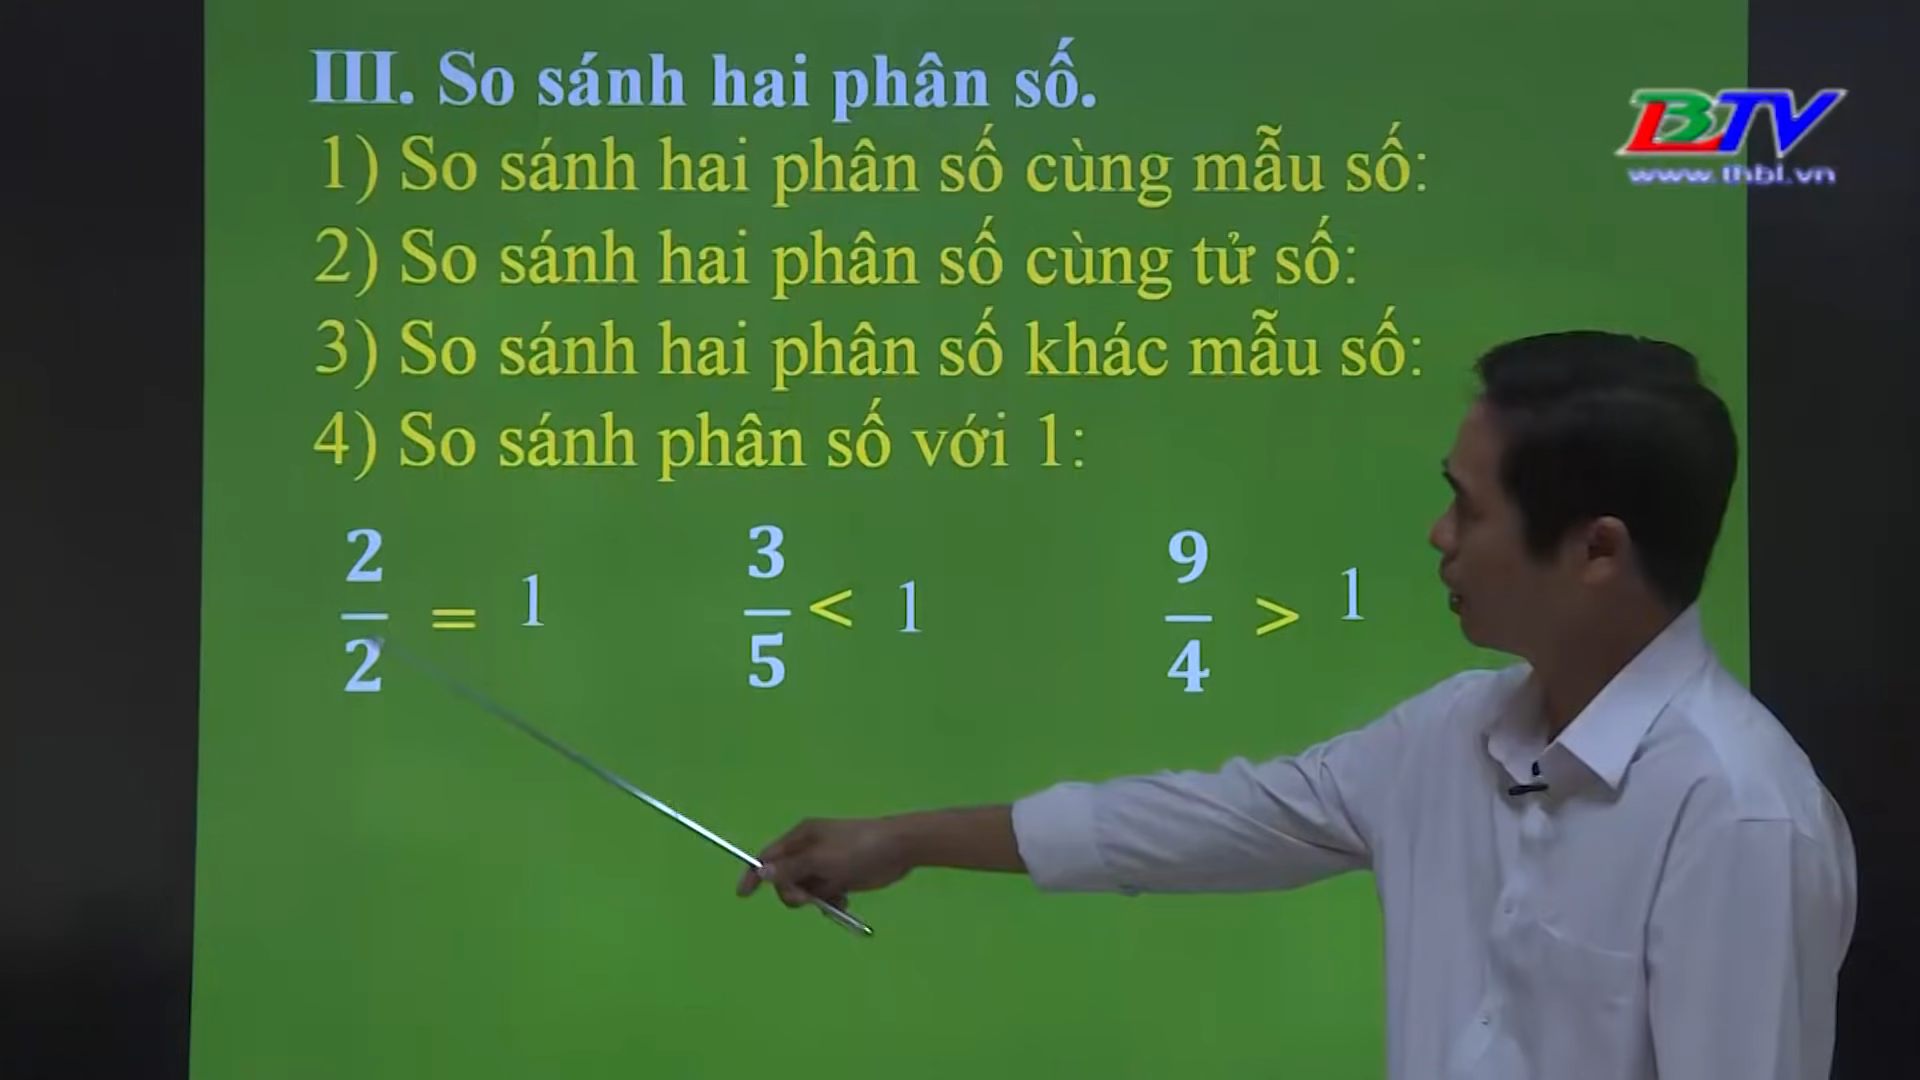 III. So sánh hai phân số.
1) So sánh hai phân số cùng mẫu số:
2) So sánh hai phân số cùng tử số:
3) So sánh hai phân số khác mẫu số:
4) So sánh phân số với 1:
2/2 = 1 3/5 < 1 9/4 > 1
BTV
www.thbl.vn